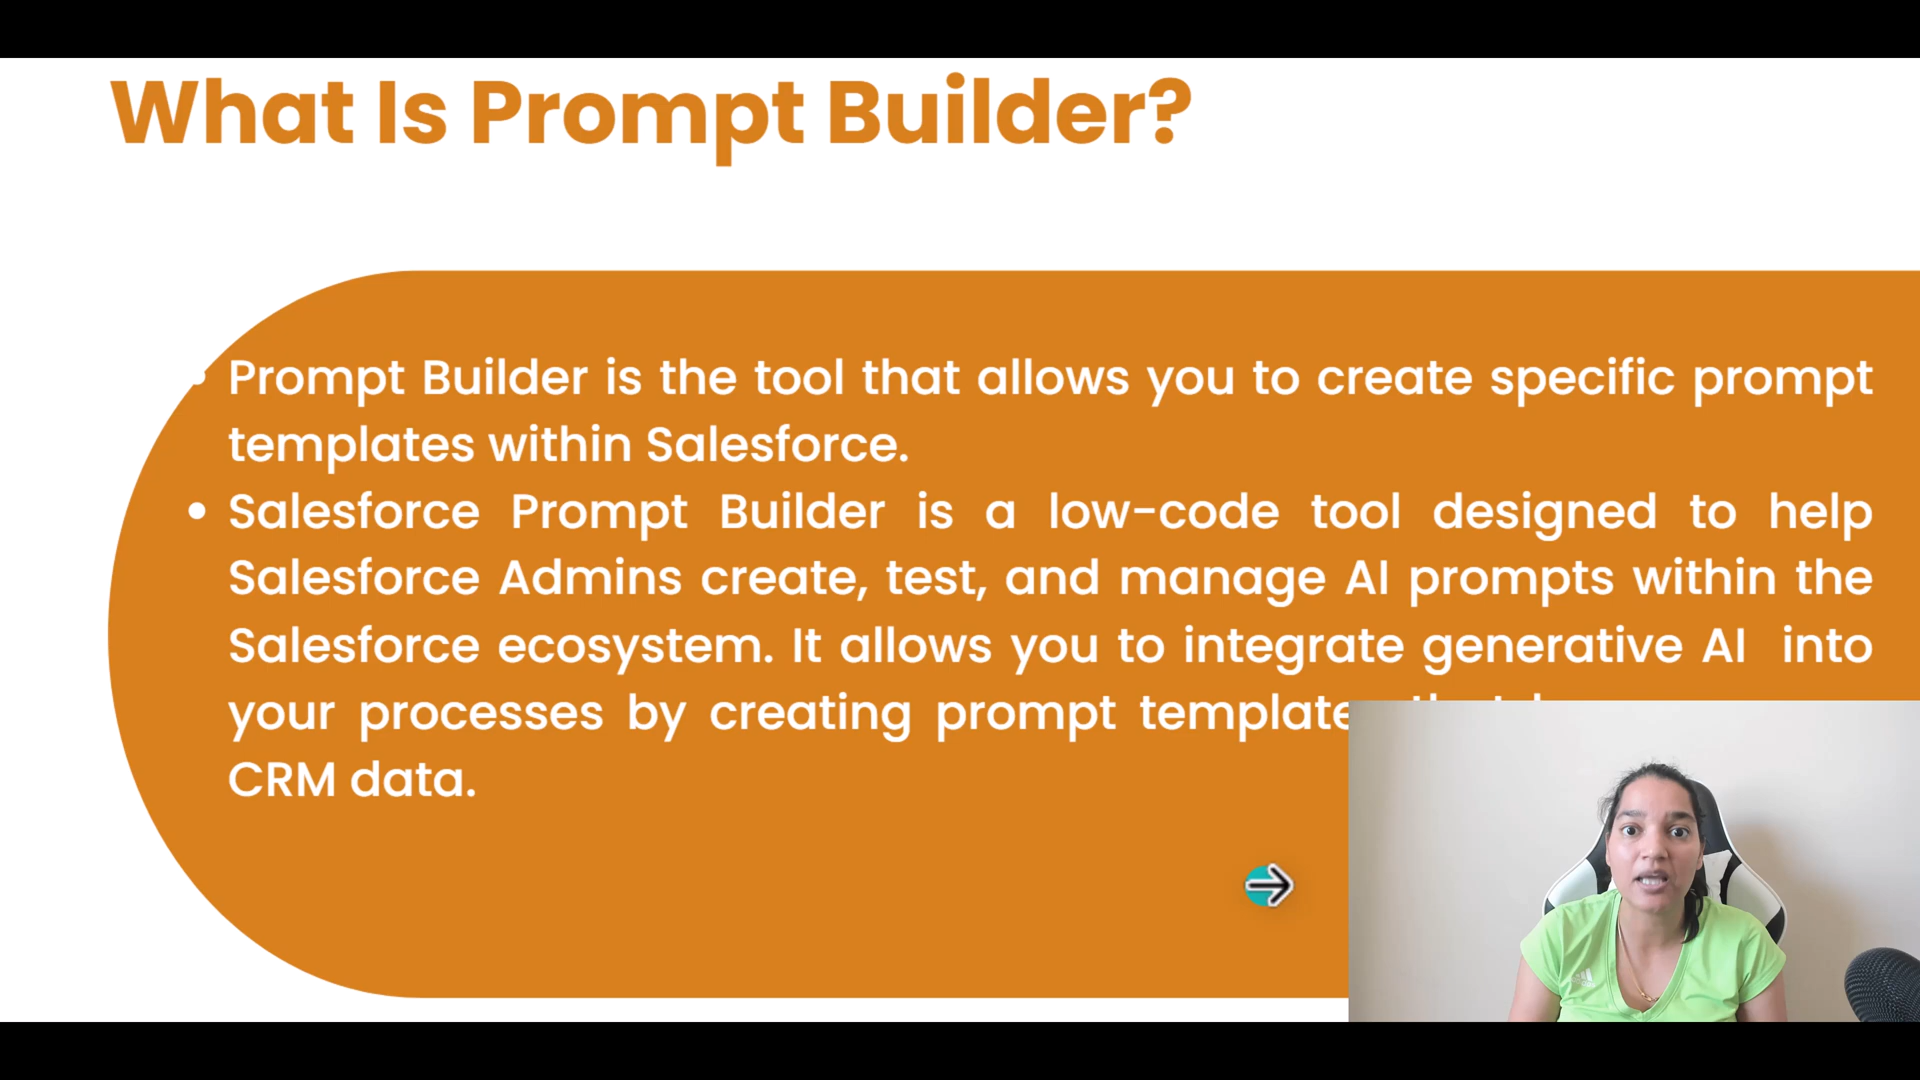 What Is Prompt Builder?
• Prompt Builder is the tool that allows you to create specific prompt
templates within Salesforce.
• Salesforce Prompt Builder is a low-code tool designed to help
Salesforce Admins create, test, and manage AI prompts within the
Salesforce ecosystem. It allows you to integrate generative AI into
your processes by creating prompt template
CRM data.